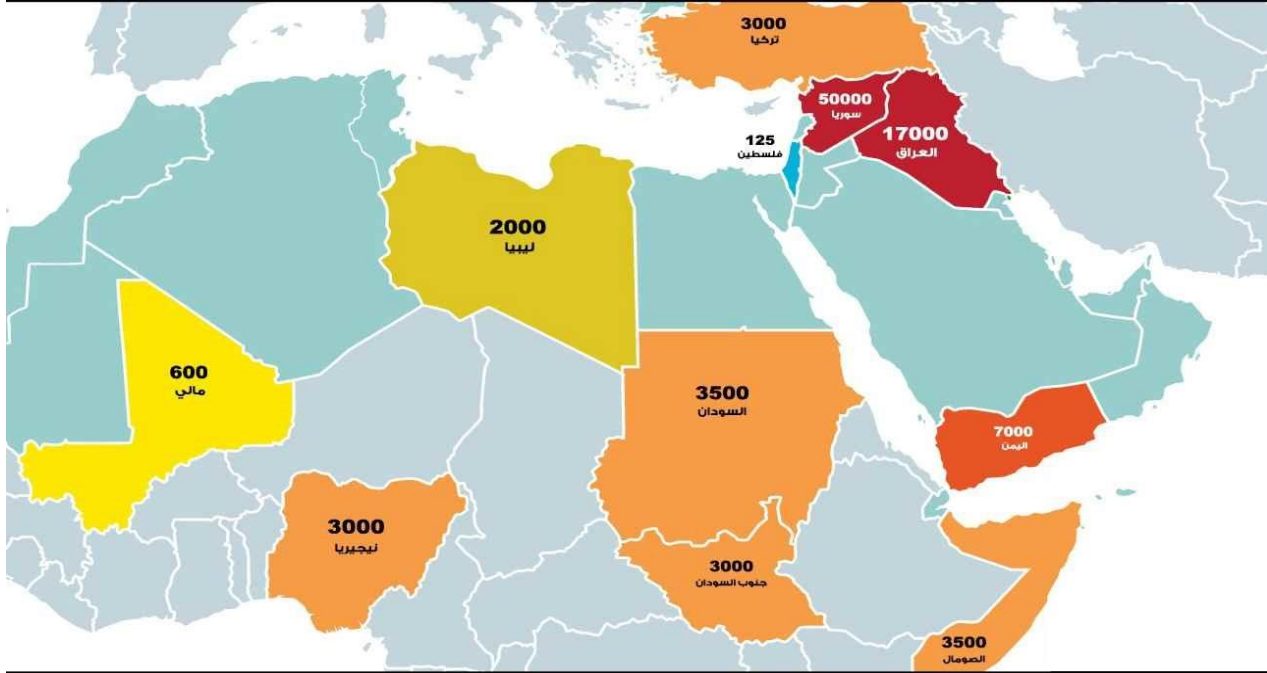 3000
تركيا
50000
سوريا
17000
العراق
125
فلسطين
2000
ليبيا
600
مالي
3500
السودان
7000
اليمن
3000
نيجيريا
3000
جنوب السودان
3500
الصومال